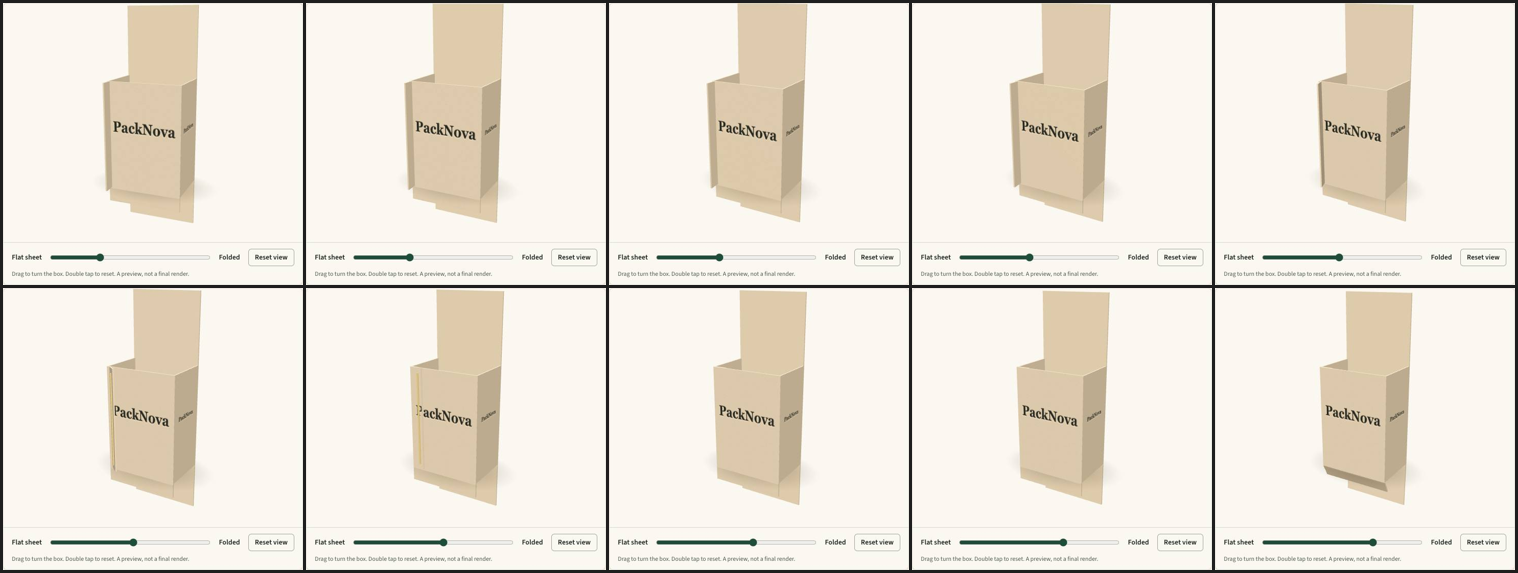 PackNova PackNova
Flat sheet Folded Reset view
Drag to turn the box. Double tap to reset. A preview, not a final render.
PackNova PackNova
Flat sheet Folded Reset view
Drag to turn the box. Double tap to reset. A preview, not a final render.
PackNova PackNova
Flat sheet Folded Reset view
Drag to turn the box. Double tap to reset. A preview, not a final render.
PackNova PackNova
Flat sheet Folded Reset view
Drag to turn the box. Double tap to reset. A preview, not a final render.
PackNova PackNova
Flat sheet Folded Reset view
Drag to turn the box. Double tap to reset. A preview, not a final render.
PackNova PackNova
Flat sheet Folded Reset view
Drag to turn the box. Double tap to reset. A preview, not a final render.
PackNova PackNova
Flat sheet Folded Reset view
Drag to turn the box. Double tap to reset. A preview, not a final render.
PackNova PackNova
Flat sheet Folded Reset view
Drag to turn the box. Double tap to reset. A preview, not a final render.
PackNova PackNova
Flat sheet Folded Reset view
Drag to turn the box. Double tap to reset. A preview, not a final render.
PackNova PackNova
Flat sheet Folded Reset view
Drag to turn the box. Double tap to reset. A preview, not a final render.